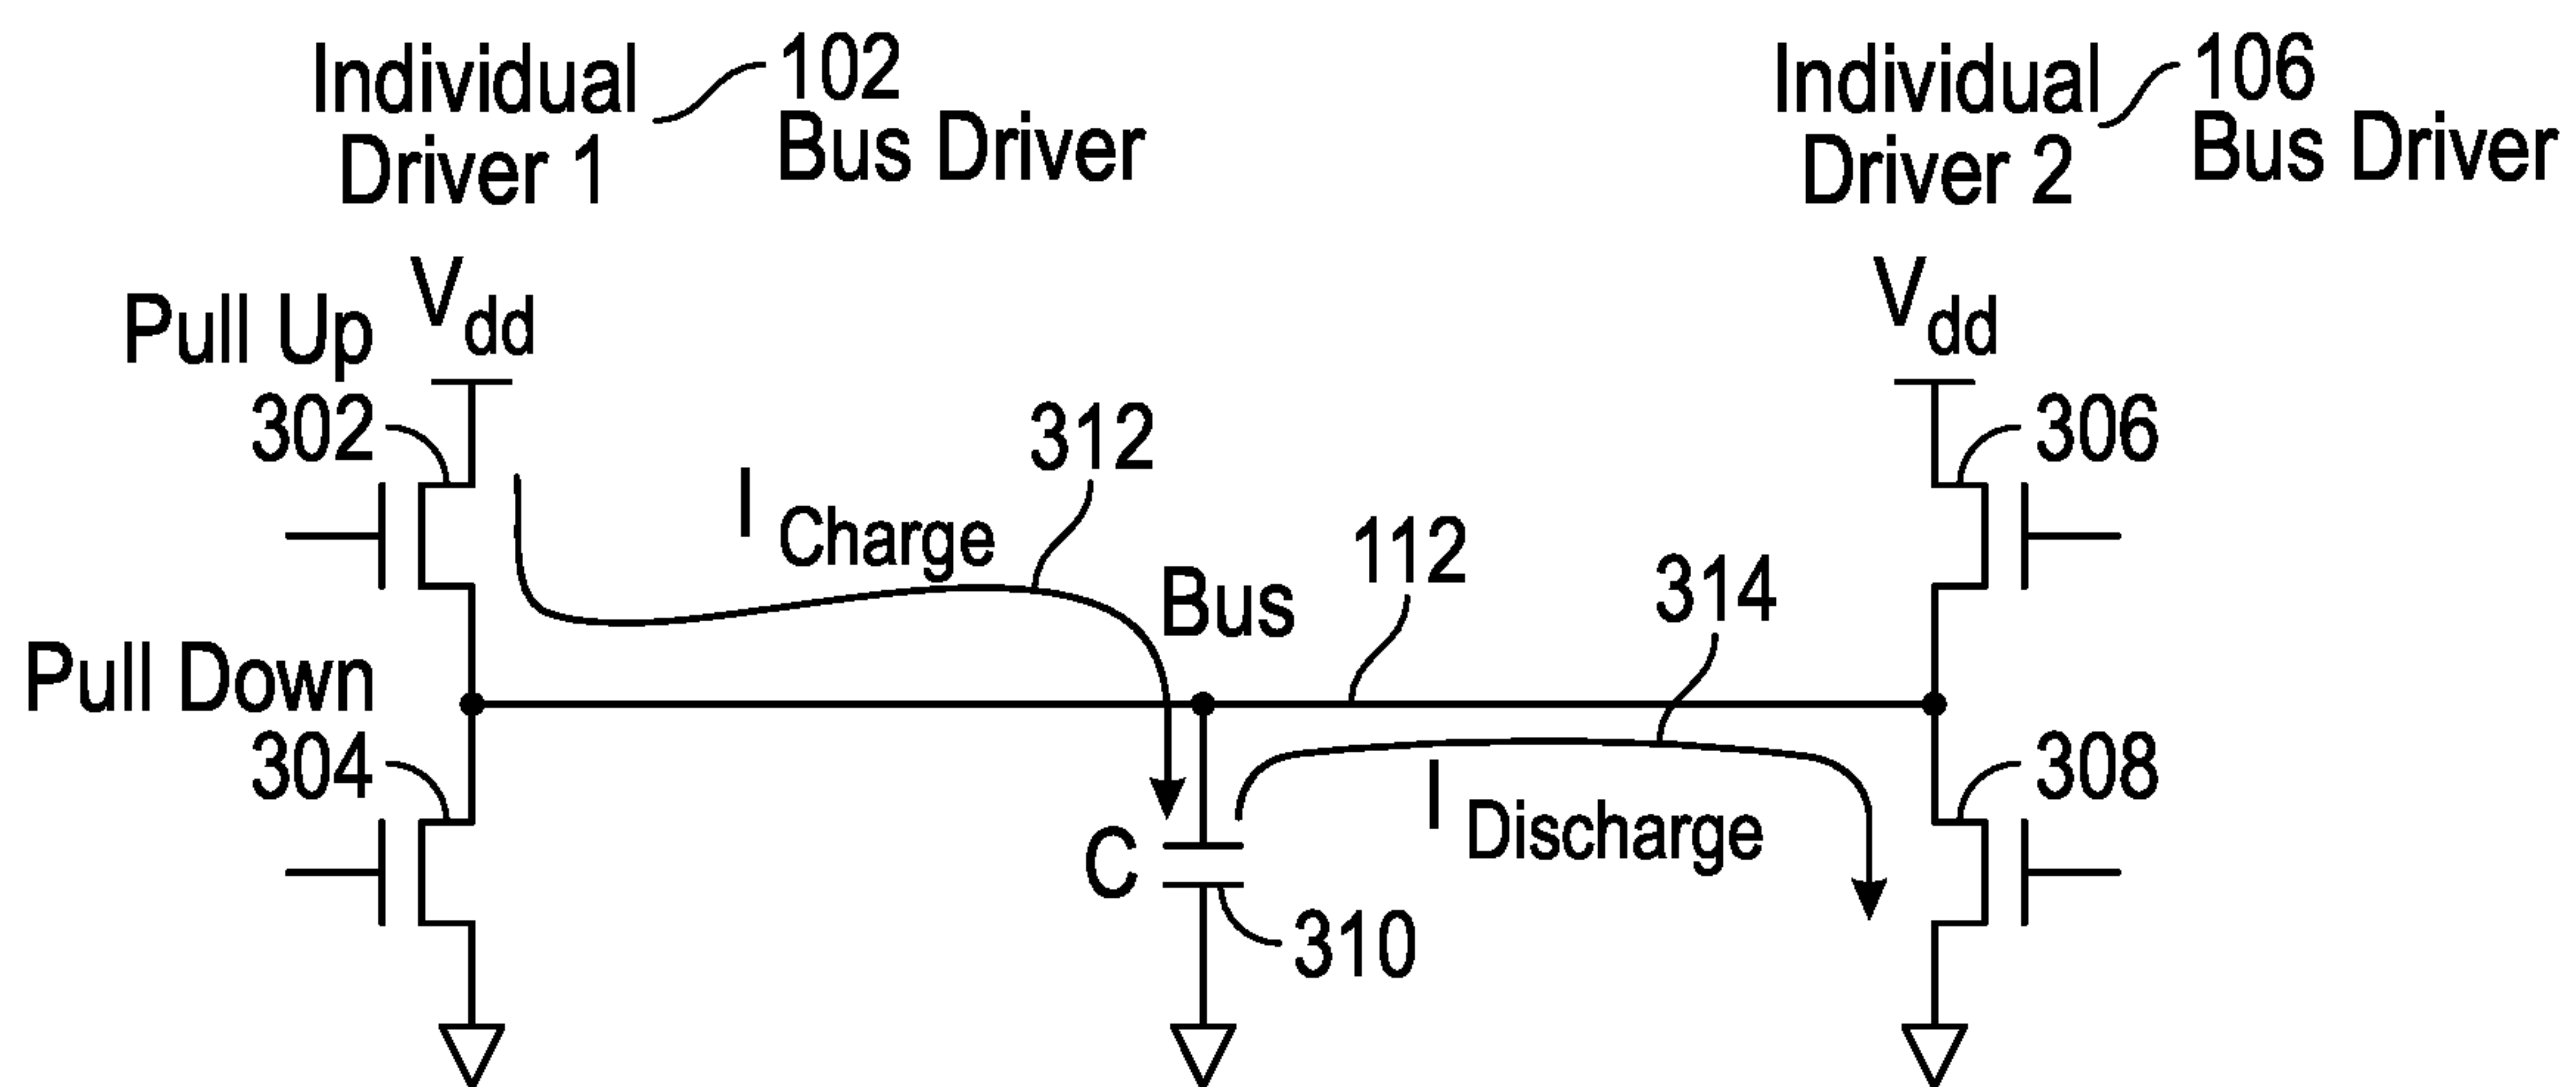 Individual
Driver 1
102
Bus Driver
Individual
Driver 2
106
Bus Driver
Pull Up
Vdd
302
312
I Charge
Bus
112
314
Vdd
306
Pull Down
304
C
310
I Discharge
308